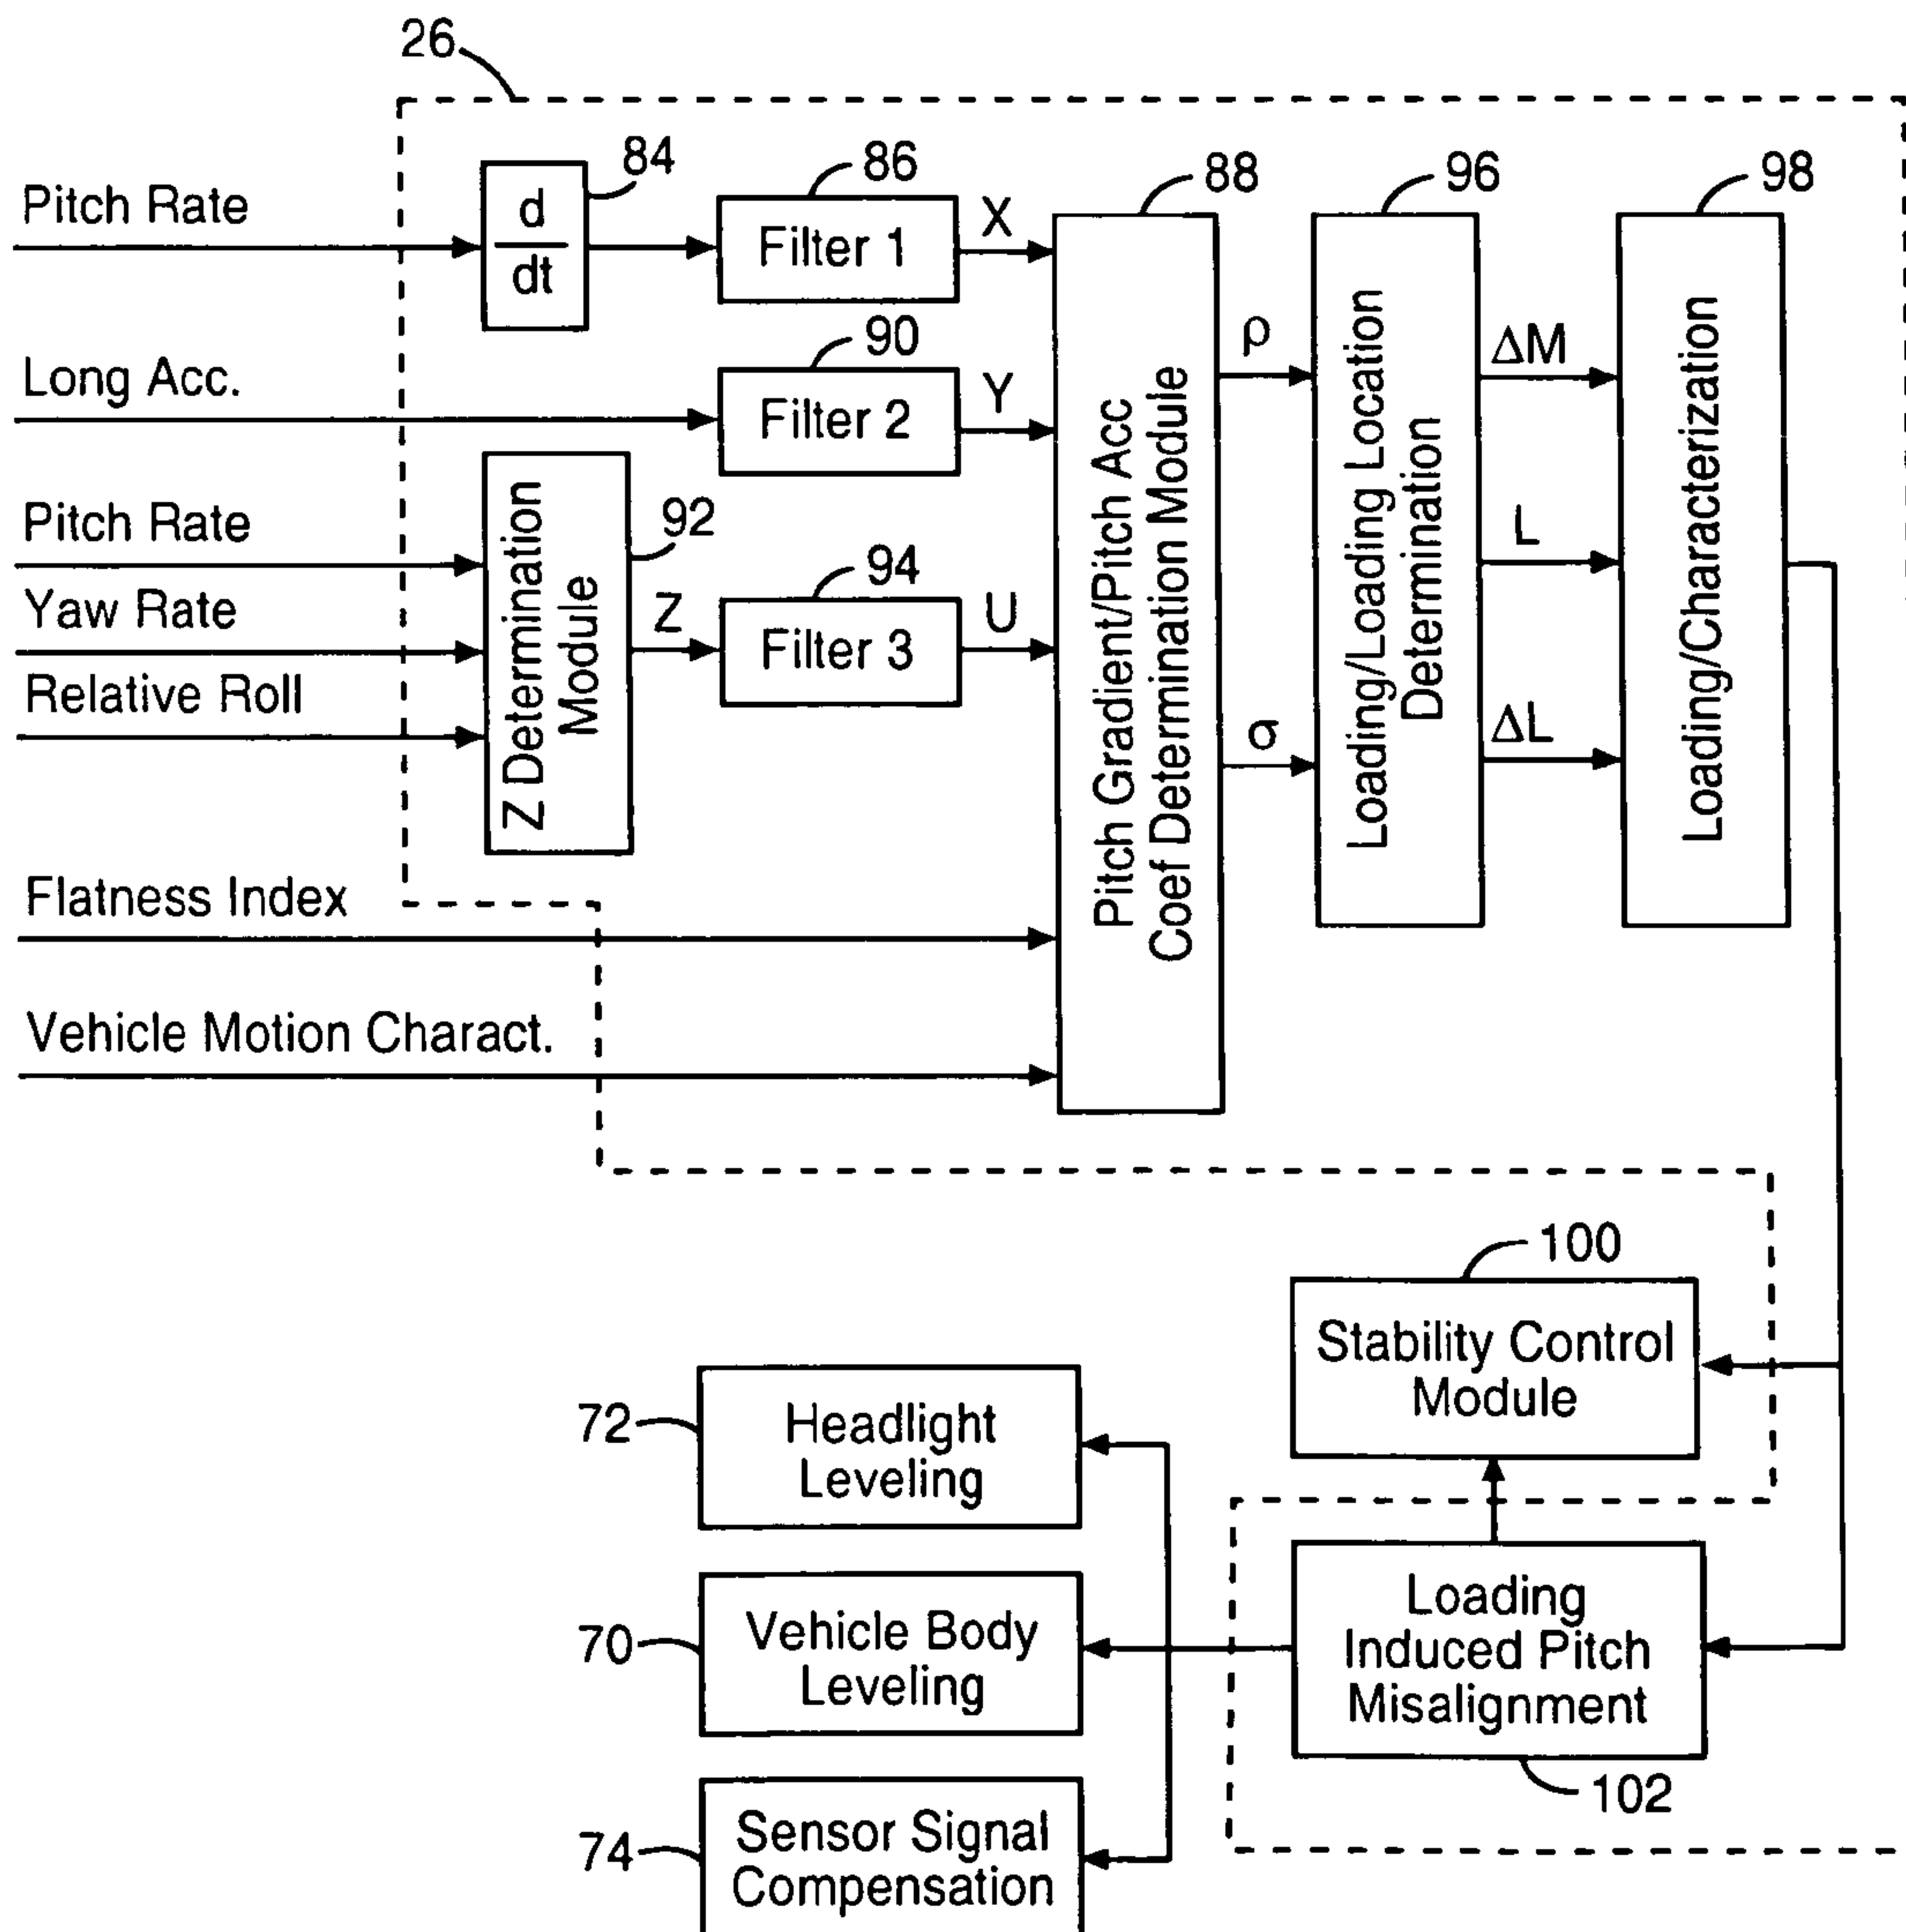 26
84
86
88
96
98
Pitch Rate
d
dt
Filter 1
X
Long Acc.
90
Filter 2
Y
Pitch Rate
Yaw Rate
Relative Roll
Z Determination
Module
92
Z
94
Filter 3
U
Flatness Index
Vehicle Motion Charact.
Pitch Gradient/Pitch Acc
Coef Determination Module
ρ
σ
Loading/Loading Location
Determination
ΔM
L
ΔL
Loading/Characterization
100
Stability Control
Module
72
Headlight
Leveling
70
Vehicle Body
Leveling
Loading
Induced Pitch
Misalignment
102
74
Sensor Signal
Compensation